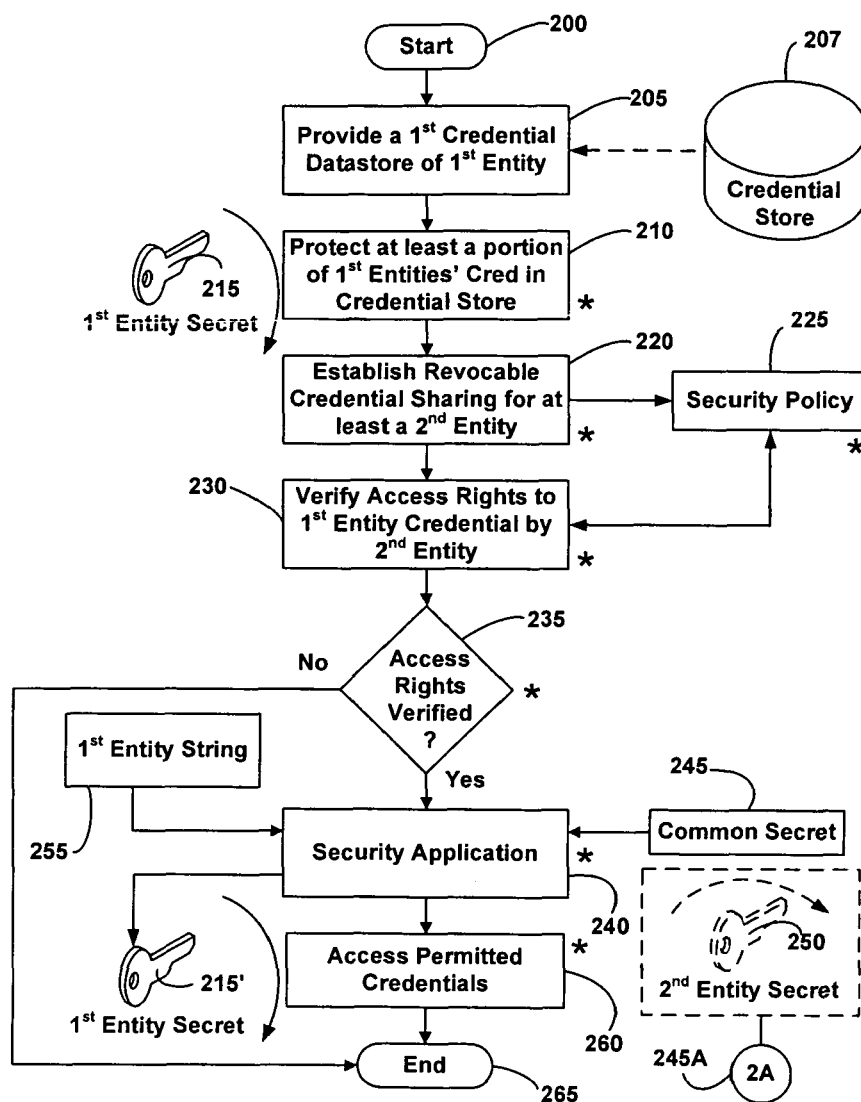 200
Start
207
205
Provide a 1st Credential
Datastore of 1st Entity
Credential
Store
210
Protect at least a portion
of 1st Entities' Cred in
Credential Store
*
215
1st Entity Secret
220
Establish Revocable
Credential Sharing for at
least a 2nd Entity
*
225
Security Policy
*
230
Verify Access Rights to
1st Entity Credential by
2nd Entity
*
235
No
Access
Rights
Verified
?
*
Yes
1st Entity String
255
245
Common Secret
Security Application
*
240
250
2nd Entity Secret
Access Permitted
Credentials
*
260
215'
1st Entity Secret
End
265
245A
2A